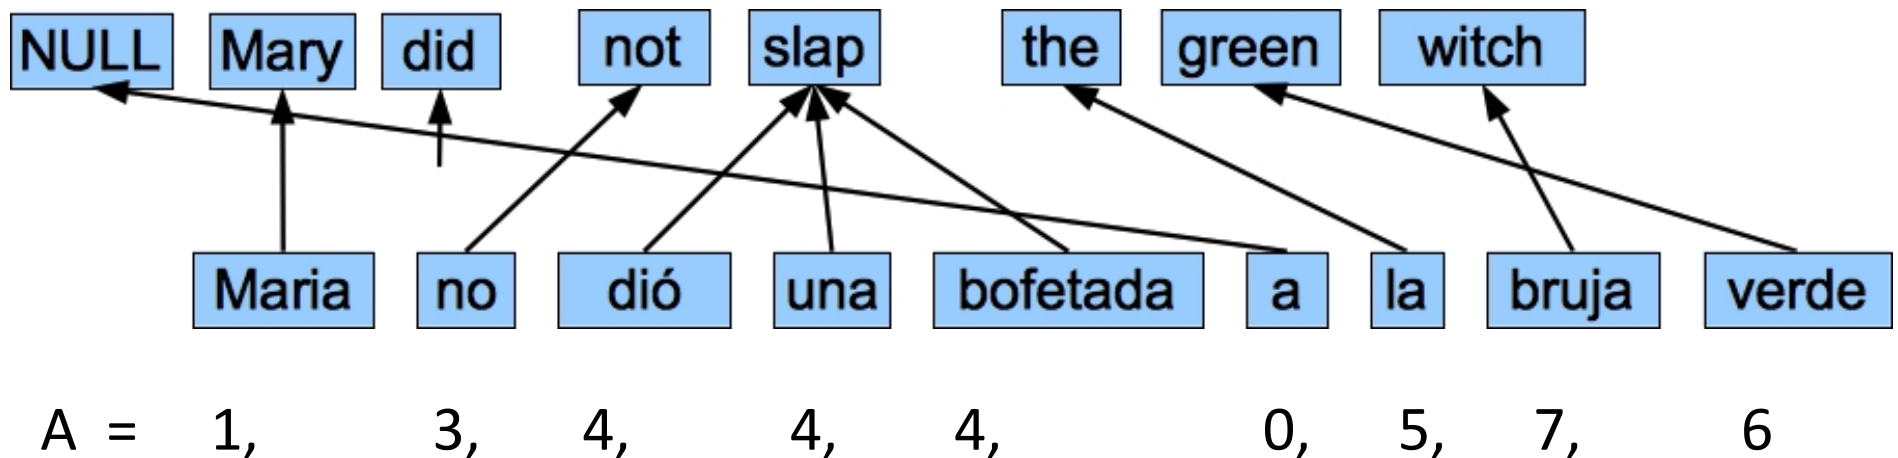 NULL Mary did not slap the green witch
Maria no dió una bofetada a la bruja verde
A = 1, 3, 4, 4, 4, 0, 5, 7, 6